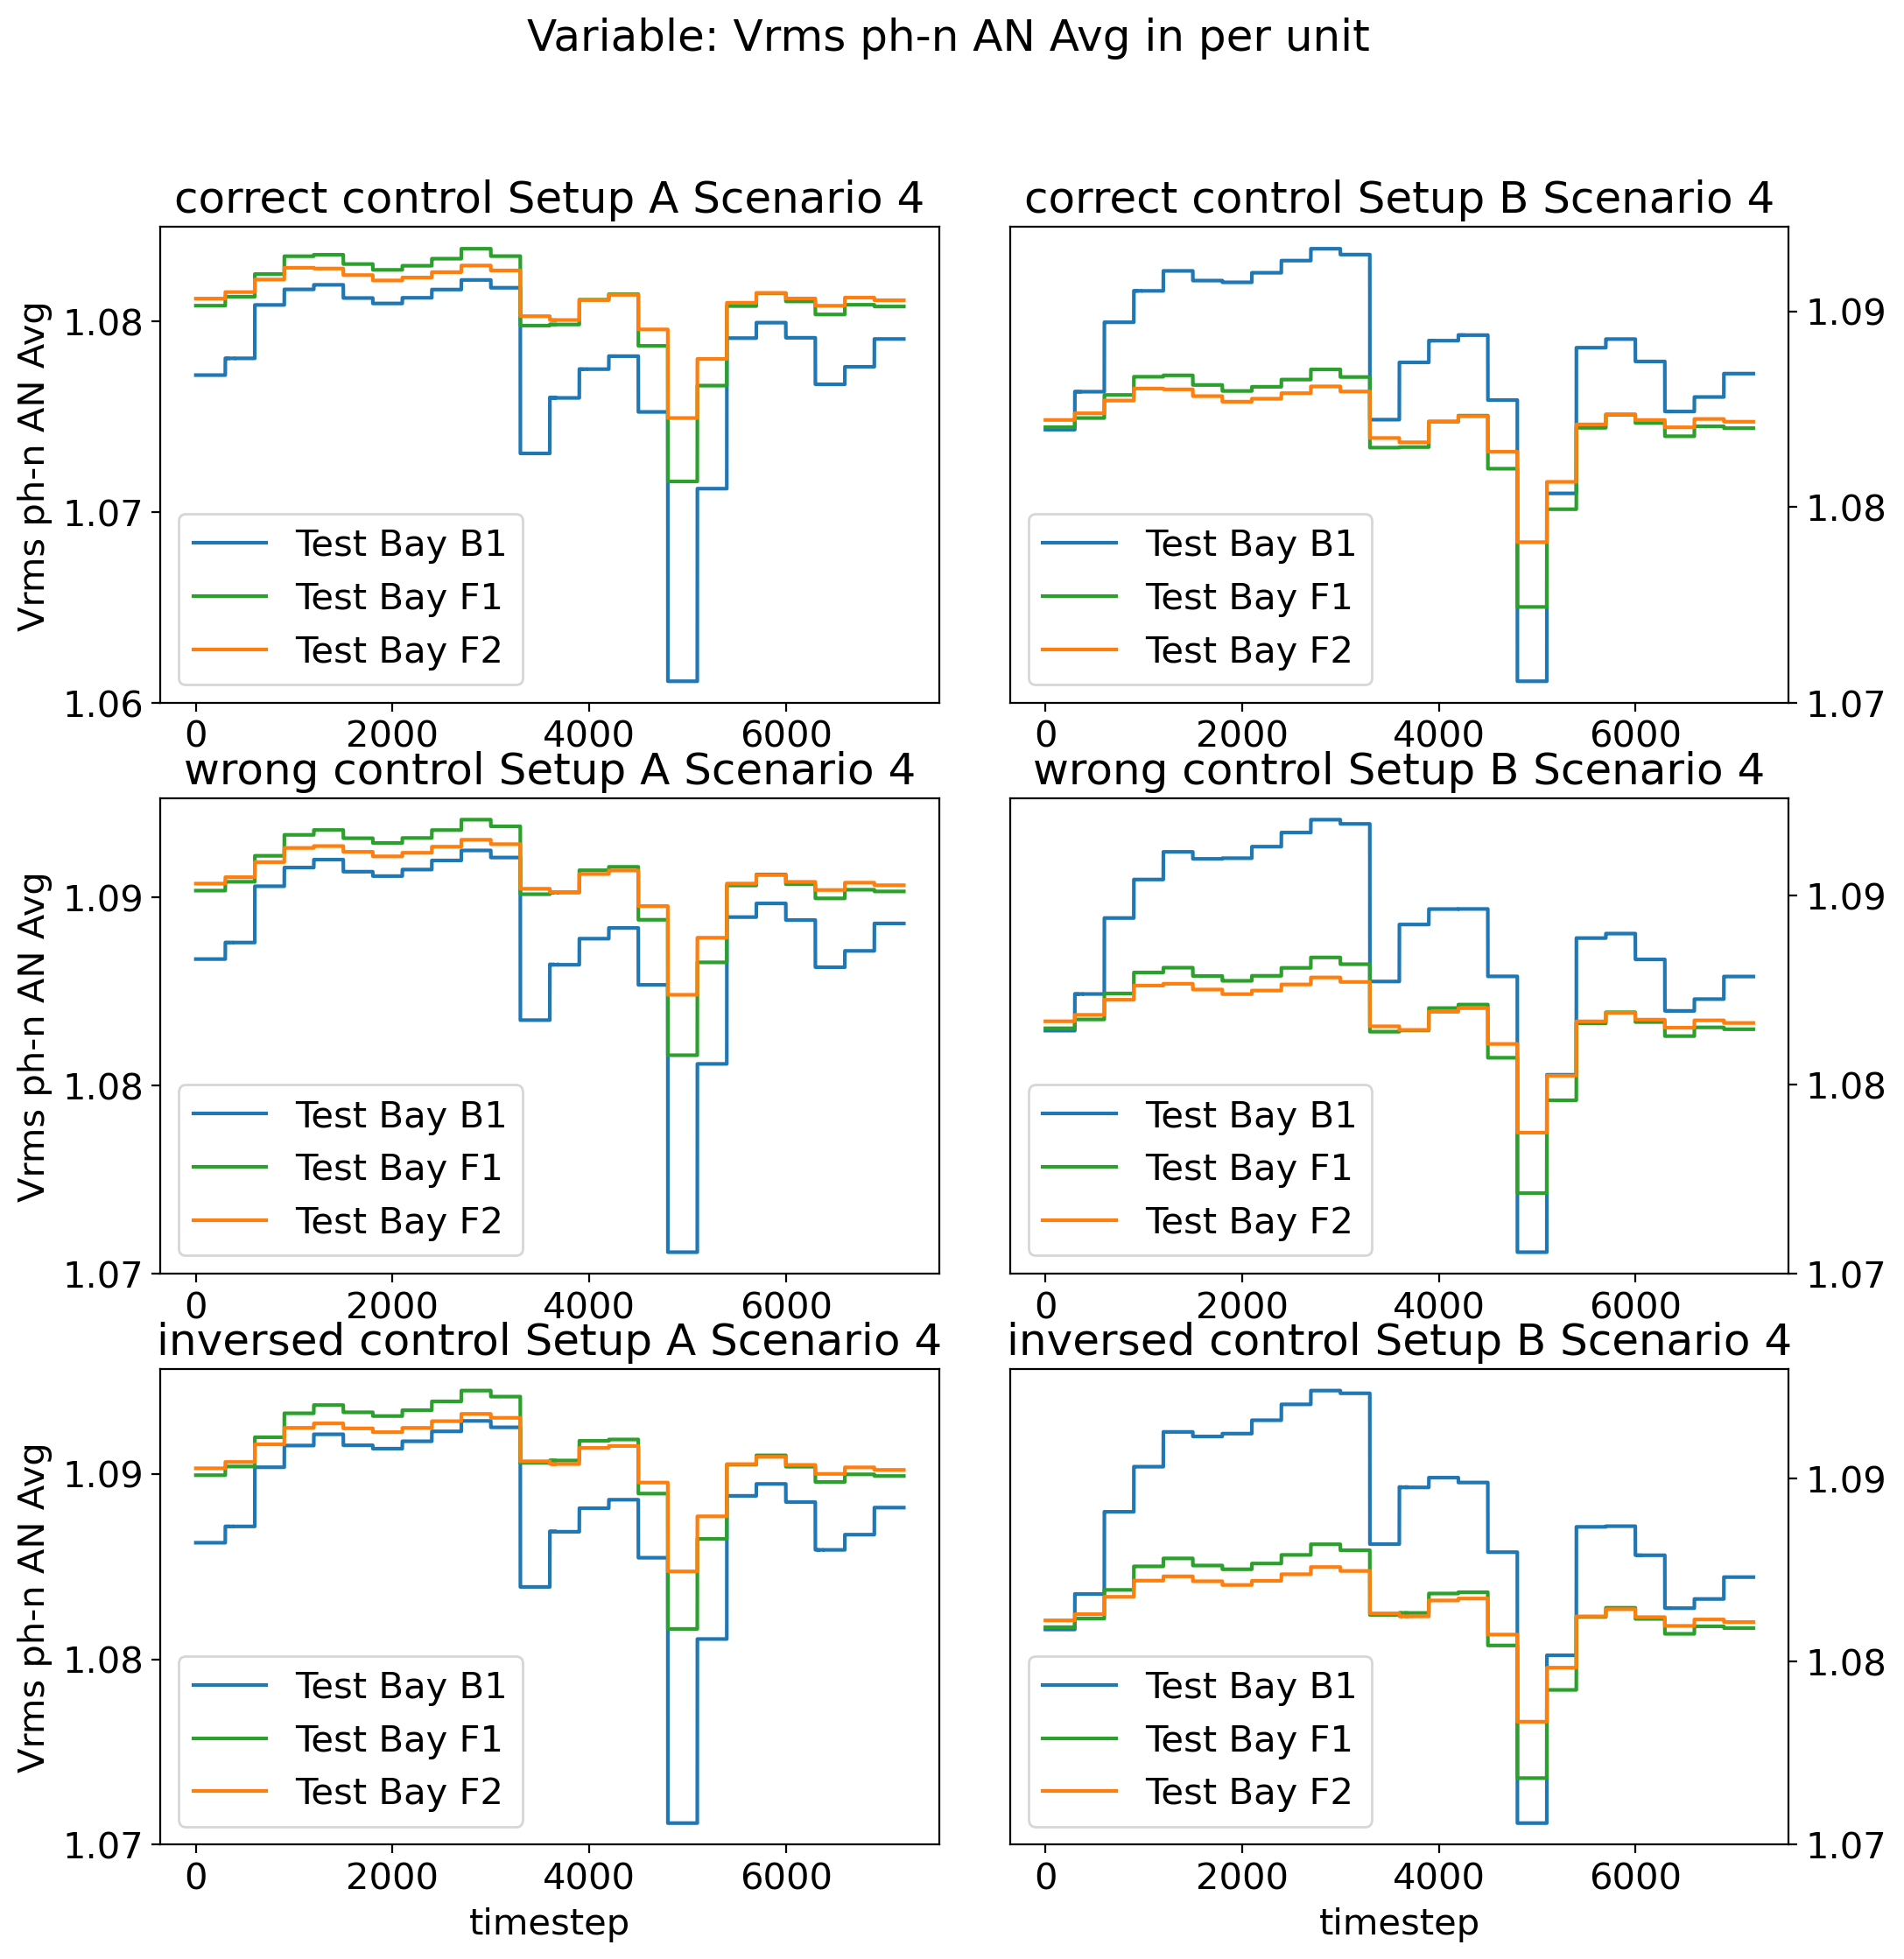 Variable: Vrms ph-n AN Avg in per unit
correct control Setup A Scenario 4
Vrms ph-n AN Avg
1.08
1.07
1.06
Test Bay B1
Test Bay F1
Test Bay F2
0 2000 4000 6000
correct control Setup B Scenario 4
1.09
1.08
1.07
Test Bay B1
Test Bay F1
Test Bay F2
0 2000 4000 6000
wrong control Setup A Scenario 4
Vrms ph-n AN Avg
1.09
1.08
1.07
Test Bay B1
Test Bay F1
Test Bay F2
0 2000 4000 6000
wrong control Setup B Scenario 4
1.09
1.08
1.07
Test Bay B1
Test Bay F1
Test Bay F2
0 2000 4000 6000
inversed control Setup A Scenario 4
Vrms ph-n AN Avg
1.09
1.08
1.07
Test Bay B1
Test Bay F1
Test Bay F2
0 2000 4000 6000
timestep
inversed control Setup B Scenario 4
1.09
1.08
1.07
Test Bay B1
Test Bay F1
Test Bay F2
0 2000 4000 6000
timestep